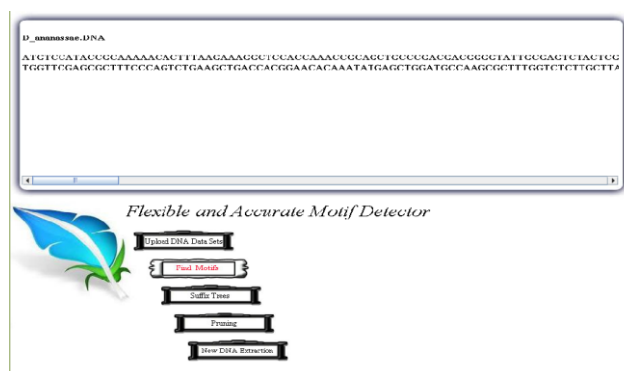 D_ananassae.DNA
ATGTCCATACCGCAAAAACACTTTAAGAAAGGCTCCACCAAACCGCAGCTGCCCGACGACGGGGTATTGCGAGTCTACTCG
TGGTTCGAGCGCTTTCCCAGTCTGAAGCTGACCACGGAACACAAATATGAGCTGGATGCCAAGCGCTTTGGTCTCTTGCTTA
Flexible and Accurate Motif Detector
Upload DNA Data Sets
Find Motifs
Suffix Trees
Pruning
New DNA Extraction